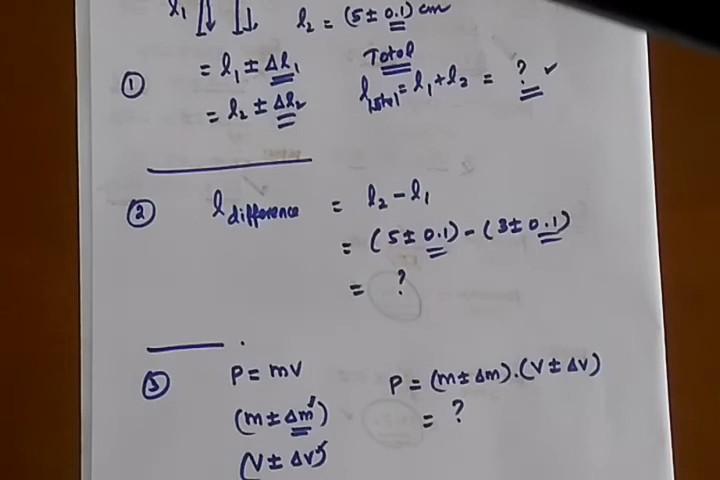 l₁ l₂ = (5 ± 0.1) cm
① = l₁ ± Δl₁ Total
= l₂ ± Δl₂ l_total = l₁ + l₂ = ? ✓
② l_difference = l₂ - l₁
= (5 ± 0.1) - (3 ± 0.1)
= ?
③ P = mV P = (m ± Δm).(V ± ΔV)
(m ± Δm) = ?
(V ± ΔV)